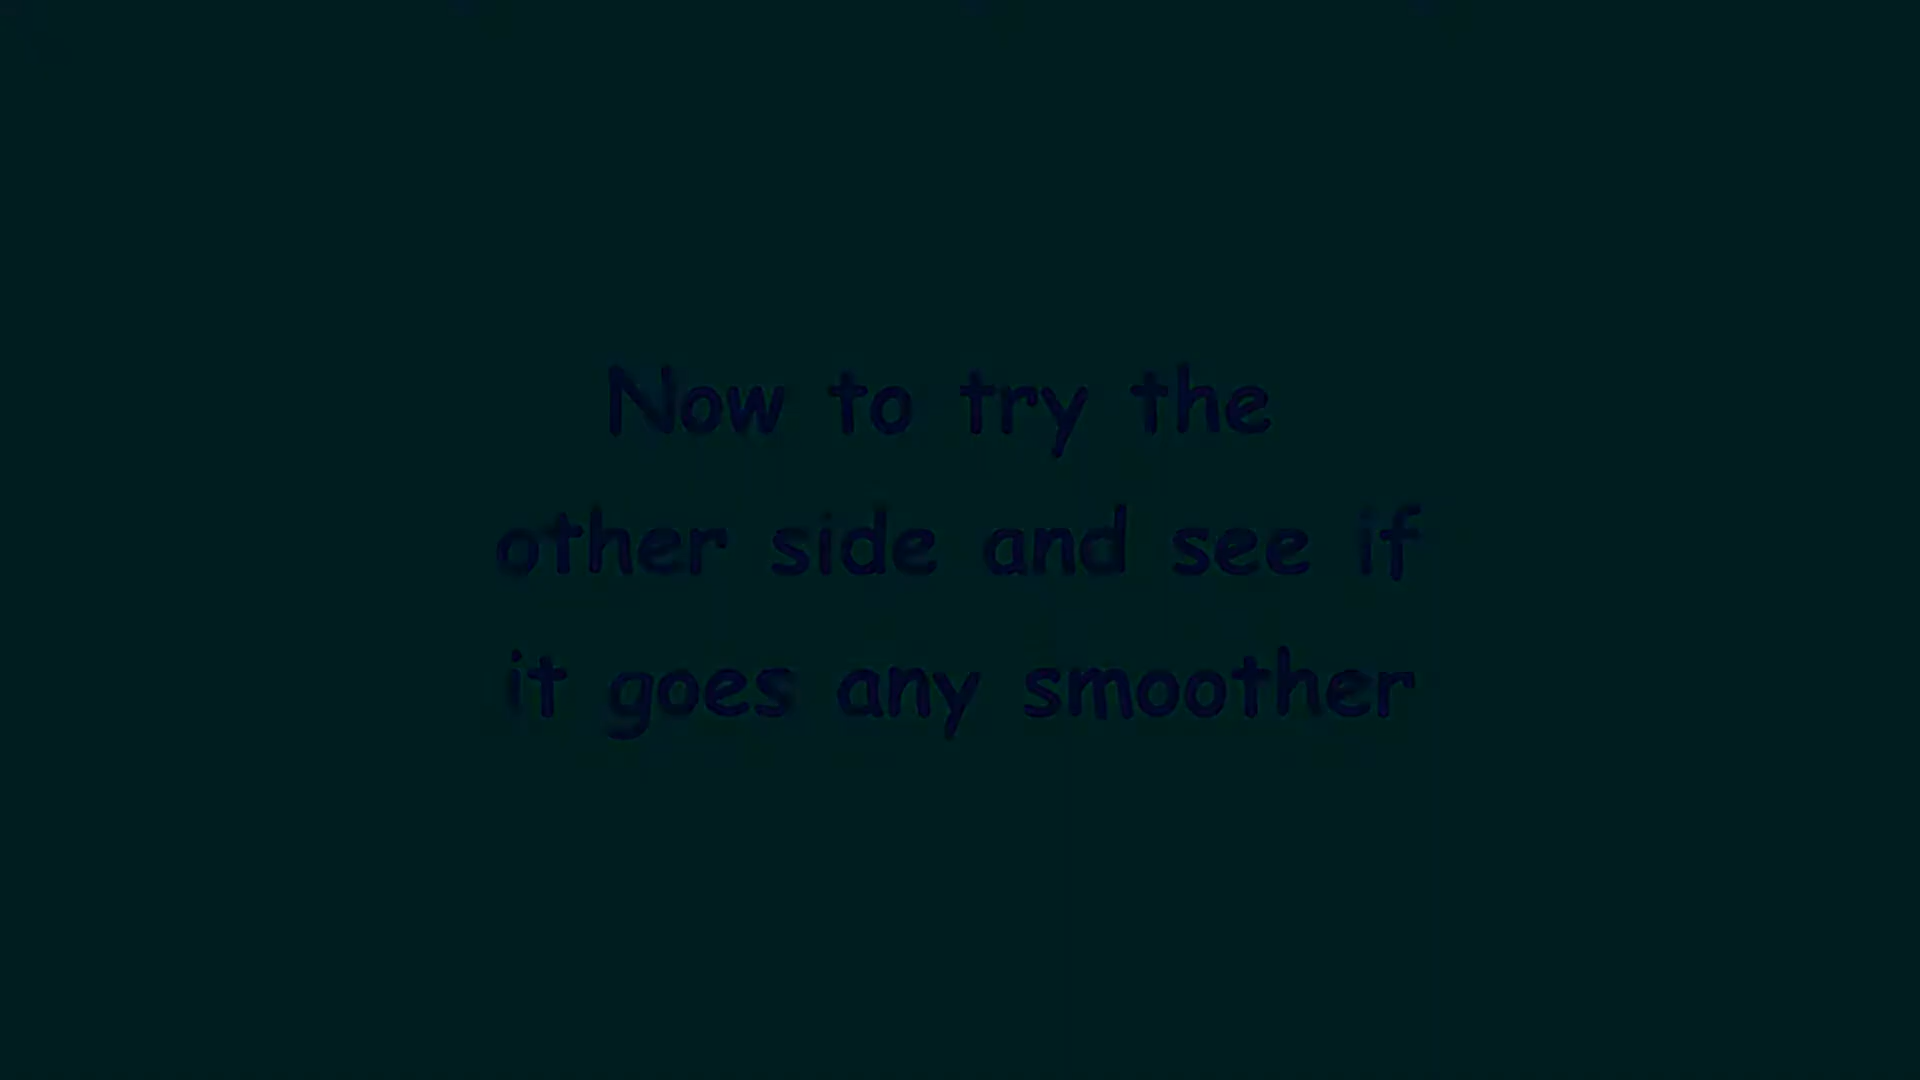 Now to try the
other side and see if
it goes any smoother